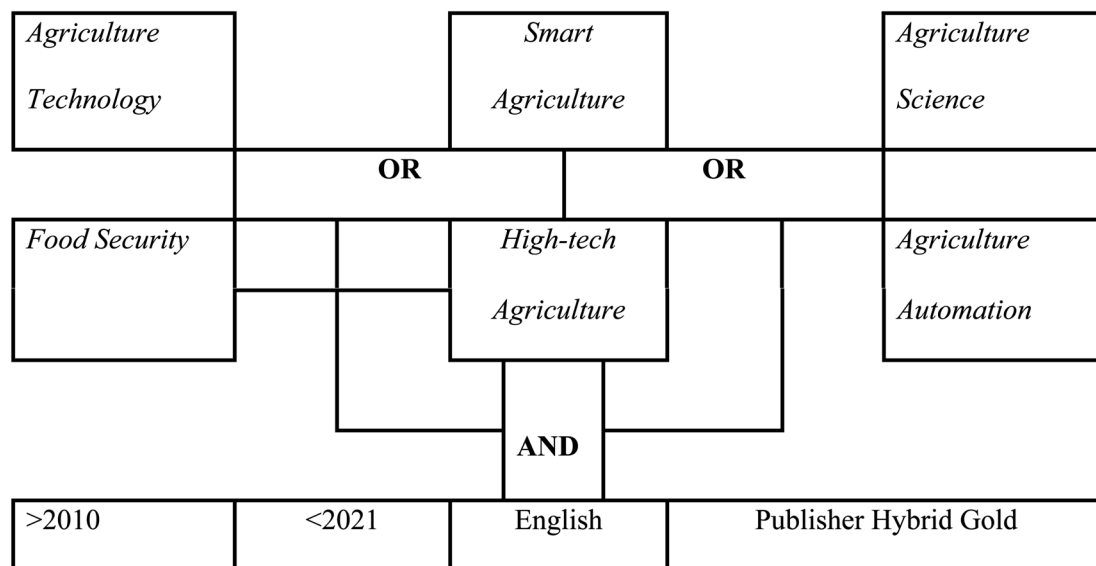 Agriculture Technology
Smart Agriculture
Agriculture Science
OR
OR
Food Security
High-tech Agriculture
Agriculture Automation
AND
>2010
<2021
English
Publisher Hybrid Gold